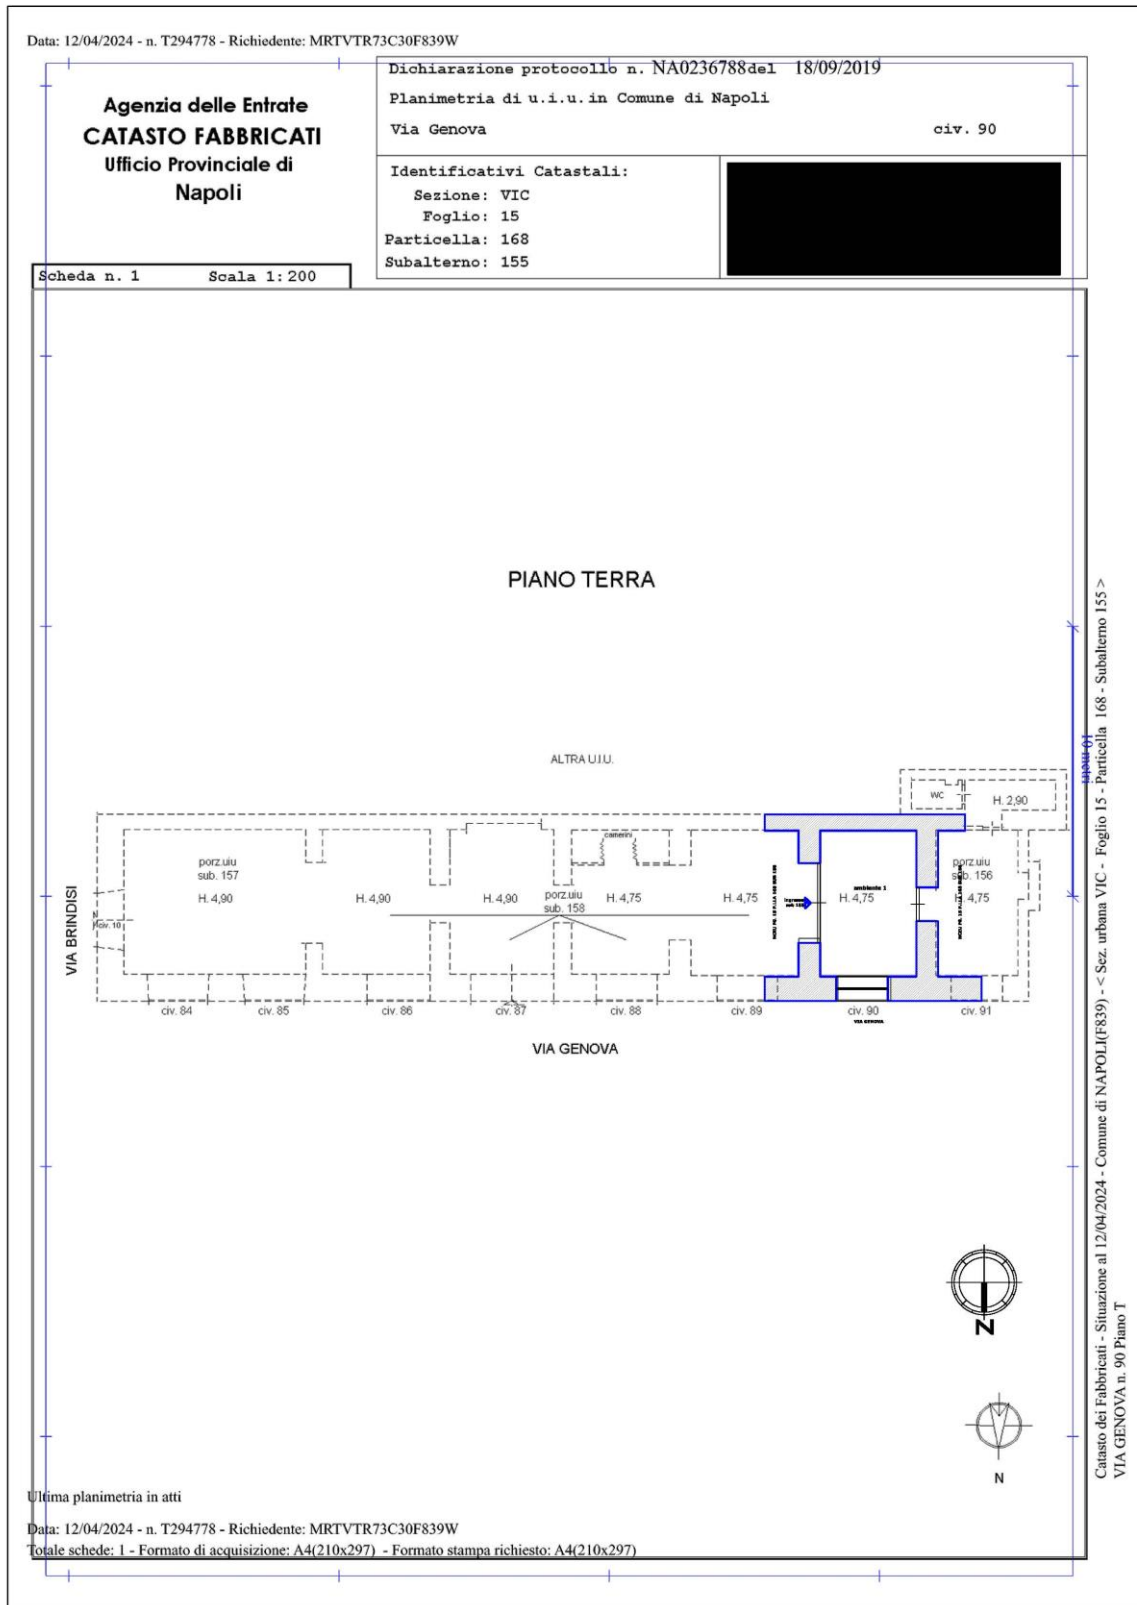 Data: 12/04/2024 - n. T294778 - Richiedente: MRTVTR73C30F839W
Agenzia delle Entrate
CATASTO FABBRICATI
Ufficio Provinciale di
Napoli
Dichiarazione protocollo n. NA0236788 del 18/09/2019
Planimetria di u.i.u. in Comune di Napoli
Via Genova civ. 90
Identificativi Catastali:
Sezione: VIC
Foglio: 15
Particella: 168
Subalterno: 155
Scheda n. 1 Scala 1:200
PIANO TERRA
10 metri
ALTRA U.I.U.
WC
H. 2,90
camerini
porz.uiu
sub. 157
H. 4,90
H. 4,90
H. 4,90
porz.uiu
sub. 158
H. 4,75
H. 4,75
ambiente 1
H. 4,75
porz.uiu
sub. 156
H. 4,75
VIA BRINDISI
civ. 10
civ. 84
civ. 85
civ. 86
civ. 87
civ. 88
civ. 89
civ. 90
civ. 91
VIA GENOVA
VIA GENOVA
N
N
Catasto dei Fabbricati - Situazione al 12/04/2024 - Comune di NAPOLI(F839) - < Sez. urbana VIC - Foglio 15 - Particella 168 - Subalterno 155 >
VIA GENOVA n. 90 Piano T
Ultima planimetria in atti
Data: 12/04/2024 - n. T294778 - Richiedente: MRTVTR73C30F839W
Totale schede: 1 - Formato di acquisizione: A4(210x297) - Formato stampa richiesto: A4(210x297)